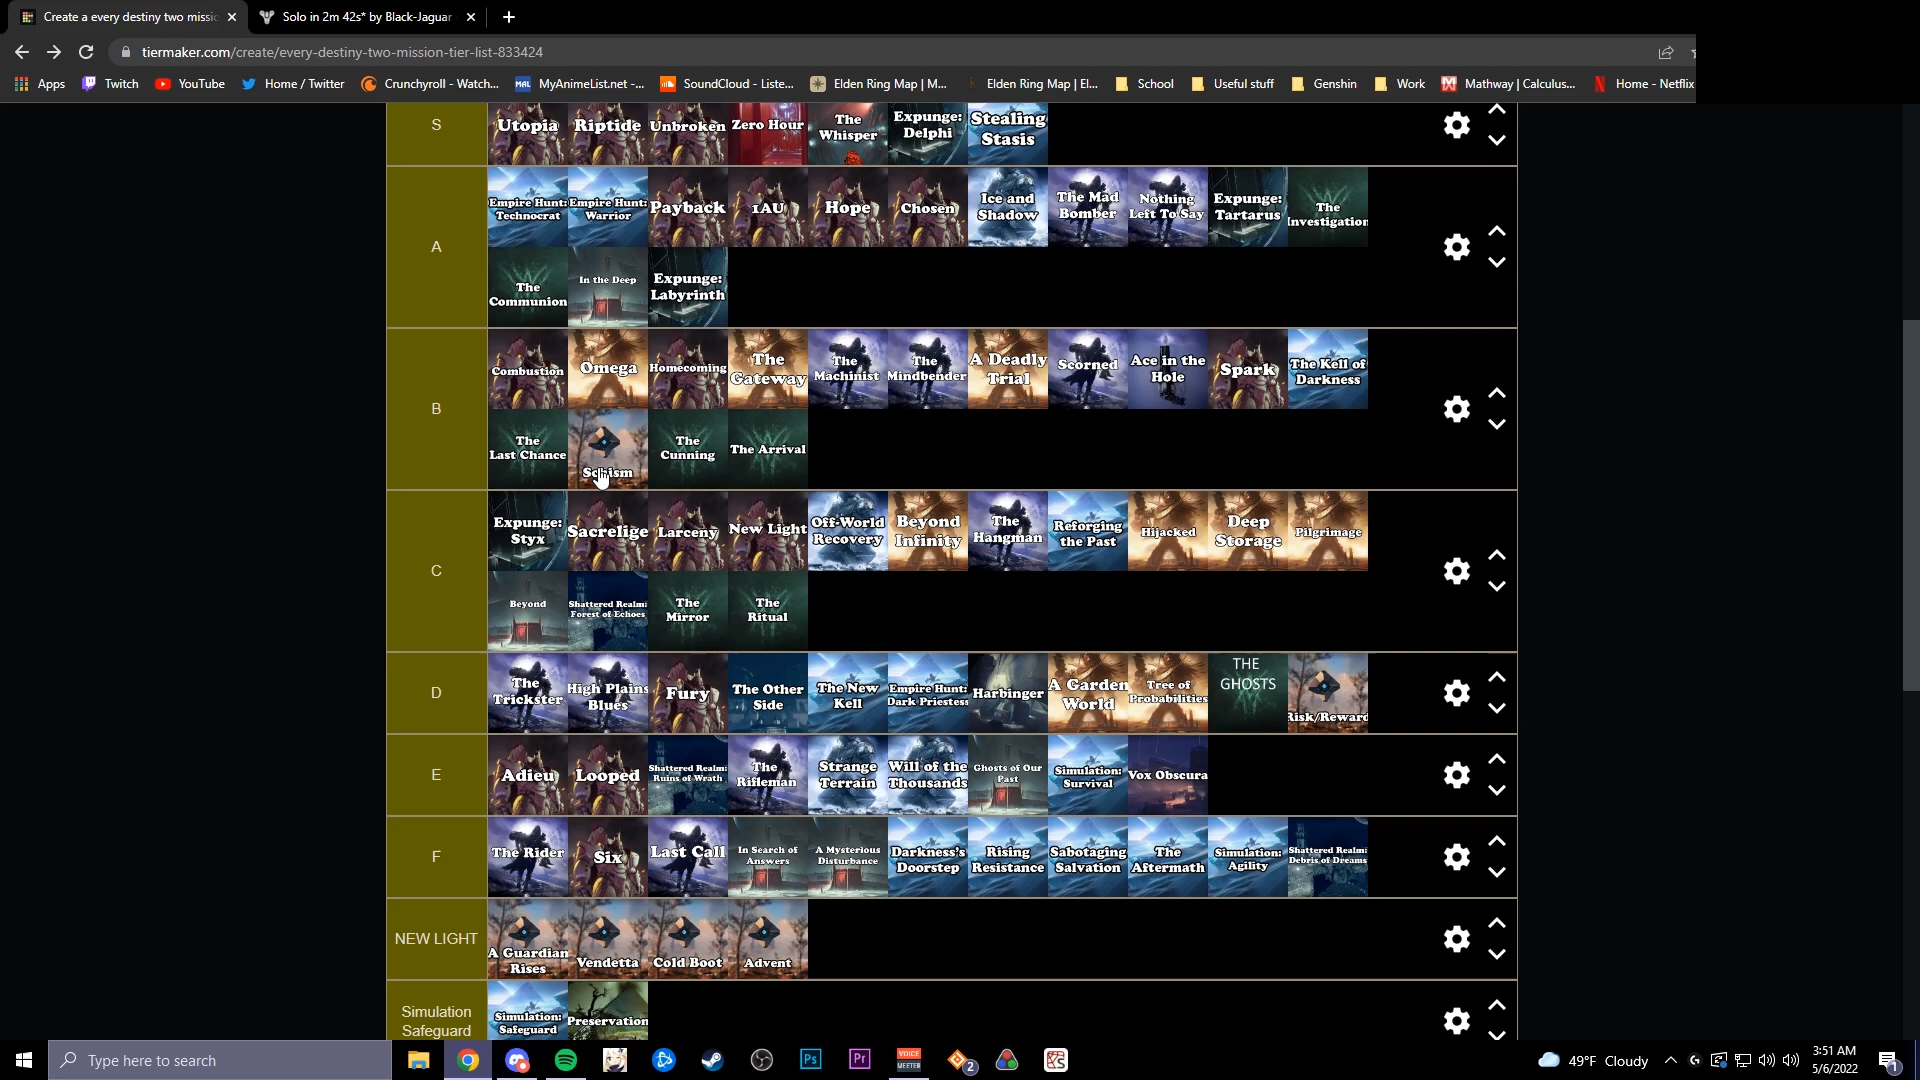 Create a every destiny two missio
Solo in 2m 42s* by Black-Jaguar
tiermaker.com/create/every-destiny-two-mission-tier-list-833424
Apps
Twitch
YouTube
Home / Twitter
Crunchyroll - Watch...
MAL
MyAnimeList.net -...
SoundCloud - Liste...
Elden Ring Map | M...
Elden Ring Map | El...
School
Useful stuff
Genshin
Work
Mathway | Calculus...
Home - Netflix
S
Utopia
Riptide
Unbroken
Zero Hour
The
Whisper
Expunge:
Delphi
Stealing
Stasis
A
Empire Hunt:
Technocrat
Empire Hunt:
Warrior
Payback
1AU
Hope
Chosen
Ice and
Shadow
The Mad
Bomber
Nothing
Left To Say
Expunge:
Tartarus
The
Investigation
The
Communion
In the Deep
Expunge:
Labyrinth
B
Combustion
Omega
Homecoming
The
Gateway
The
Machinist
The
Mindbender
A Deadly
Trial
Scorned
Ace in the
Hole
Spark
The Kell of
Darkness
The
Last Chance
Schism
The
Cunning
The Arrival
C
Expunge:
Styx
Sacrelige
Larceny
New Light
Off-World
Recovery
Beyond
Infinity
The
Hangman
Reforging
the Past
Hijacked
Deep
Storage
Pilgrimage
Beyond
Shattered Realm:
Forest of Echoes
The
Mirror
The
Ritual
D
The
Trickster
High Plains
Blues
Fury
The Other
Side
The New
Kell
Empire Hunt:
Dark Priestess
Harbinger
A Garden
World
Tree of
Probabilities
THE
GHOSTS
Risk/Reward
E
Adieu
Looped
Shattered Realm:
Ruins of Wrath
The
Rifleman
Strange
Terrain
Will of the
Thousands
Ghosts of Our
Past
Simulation:
Survival
Vox Obscura
F
The Rider
Six
Last Call
In Search of
Answers
A Mysterious
Disturbance
Darkness's
Doorstep
Rising
Resistance
Sabotaging
Salvation
The
Aftermath
Simulation:
Agility
Shattered Realm:
Debris of Dreams
NEW LIGHT
A Guardian
Rises
Vendetta
Cold Boot
Advent
Simulation
Safeguard
Simulation:
Safeguard
Preservation
Type here to search
Ps
Pr
VOICE
MEETER
2
49°F Cloudy
3:51 AM
5/6/2022
1